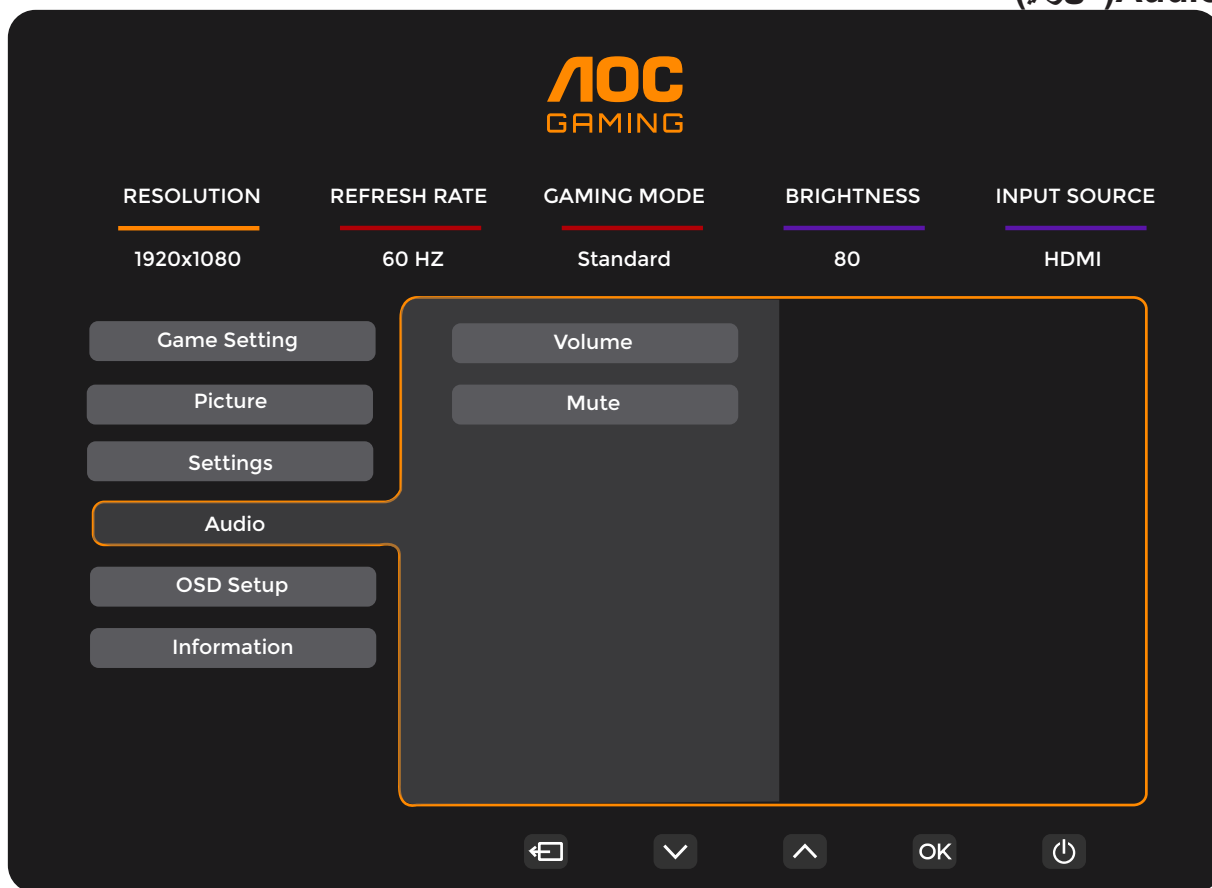 AOC
GAMING
RESOLUTION REFRESH RATE GAMING MODE BRIGHTNESS INPUT SOURCE
1920x1080 60 HZ Standard 80 HDMI
Game Setting
Picture
Settings
Audio
OSD Setup
Information
Volume
Mute
OK